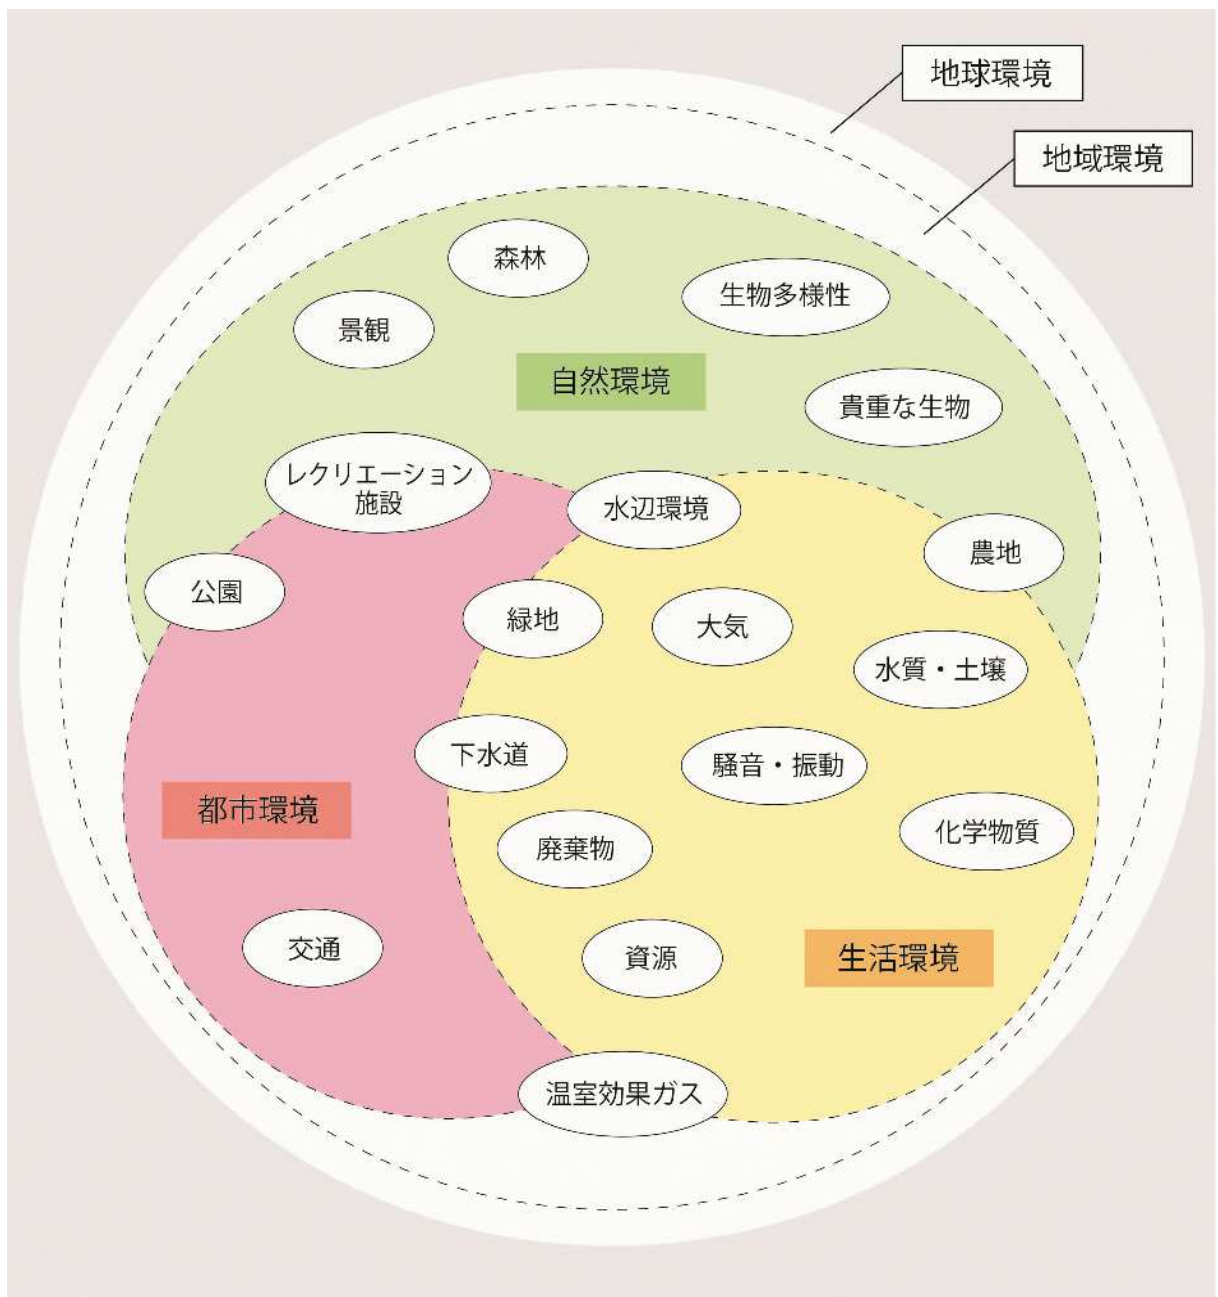 地球環境
地域環境
森林
生物多様性
景観
自然環境
貴重な生物
レクリエーション
施設
水辺環境
農地
公園
緑地
大気
水質・土壌
下水道
騒音・振動
都市環境
化学物質
廃棄物
交通
資源
生活環境
温室効果ガス